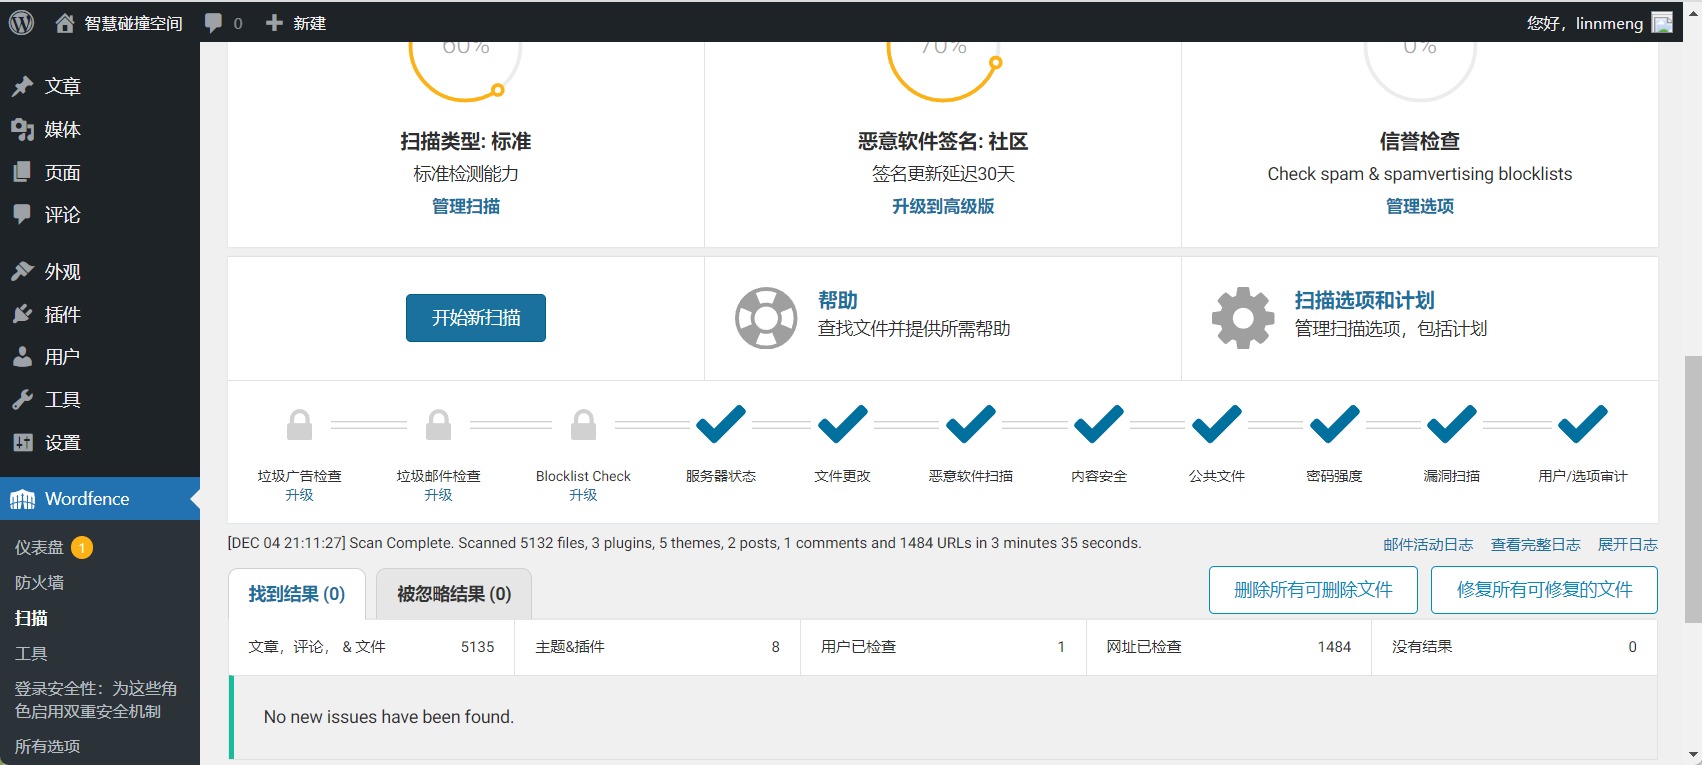 智慧碰撞空间
0
新建
您好，linnmeng
文章
媒体
页面
评论
外观
插件
用户
工具
设置
Wordfence
仪表盘 1
防火墙
扫描
工具
登录安全性：为这些角
色启用双重安全机制
所有选项
60%
70%
0%
扫描类型: 标准
标准检测能力
管理扫描
恶意软件签名: 社区
签名更新延迟30天
升级到高级版
信誉检查
Check spam & spamvertising blocklists
管理选项
开始新扫描
帮助
查找文件并提供所需帮助
扫描选项和计划
管理扫描选项，包括计划
垃圾广告检查
升级
垃圾邮件检查
升级
Blocklist Check
升级
服务器状态
文件更改
恶意软件扫描
内容安全
公共文件
密码强度
漏洞扫描
用户/选项审计
[DEC 04 21:11:27] Scan Complete. Scanned 5132 files, 3 plugins, 5 themes, 2 posts, 1 comments and 1484 URLs in 3 minutes 35 seconds.
邮件活动日志
查看完整日志
展开日志
找到结果 (0)
被忽略结果 (0)
删除所有可删除文件
修复所有可修复的文件
文章，评论， & 文件 5135
主题&插件 8
用户已检查 1
网址已检查 1484
没有结果 0
No new issues have been found.